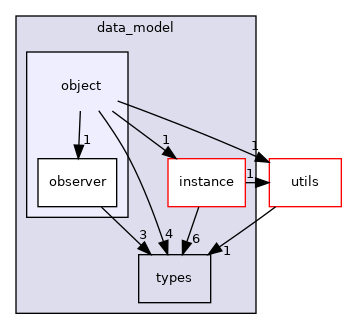 data_model
object
1
1
1
observer
instance
1
utils
3
4
6
1
types